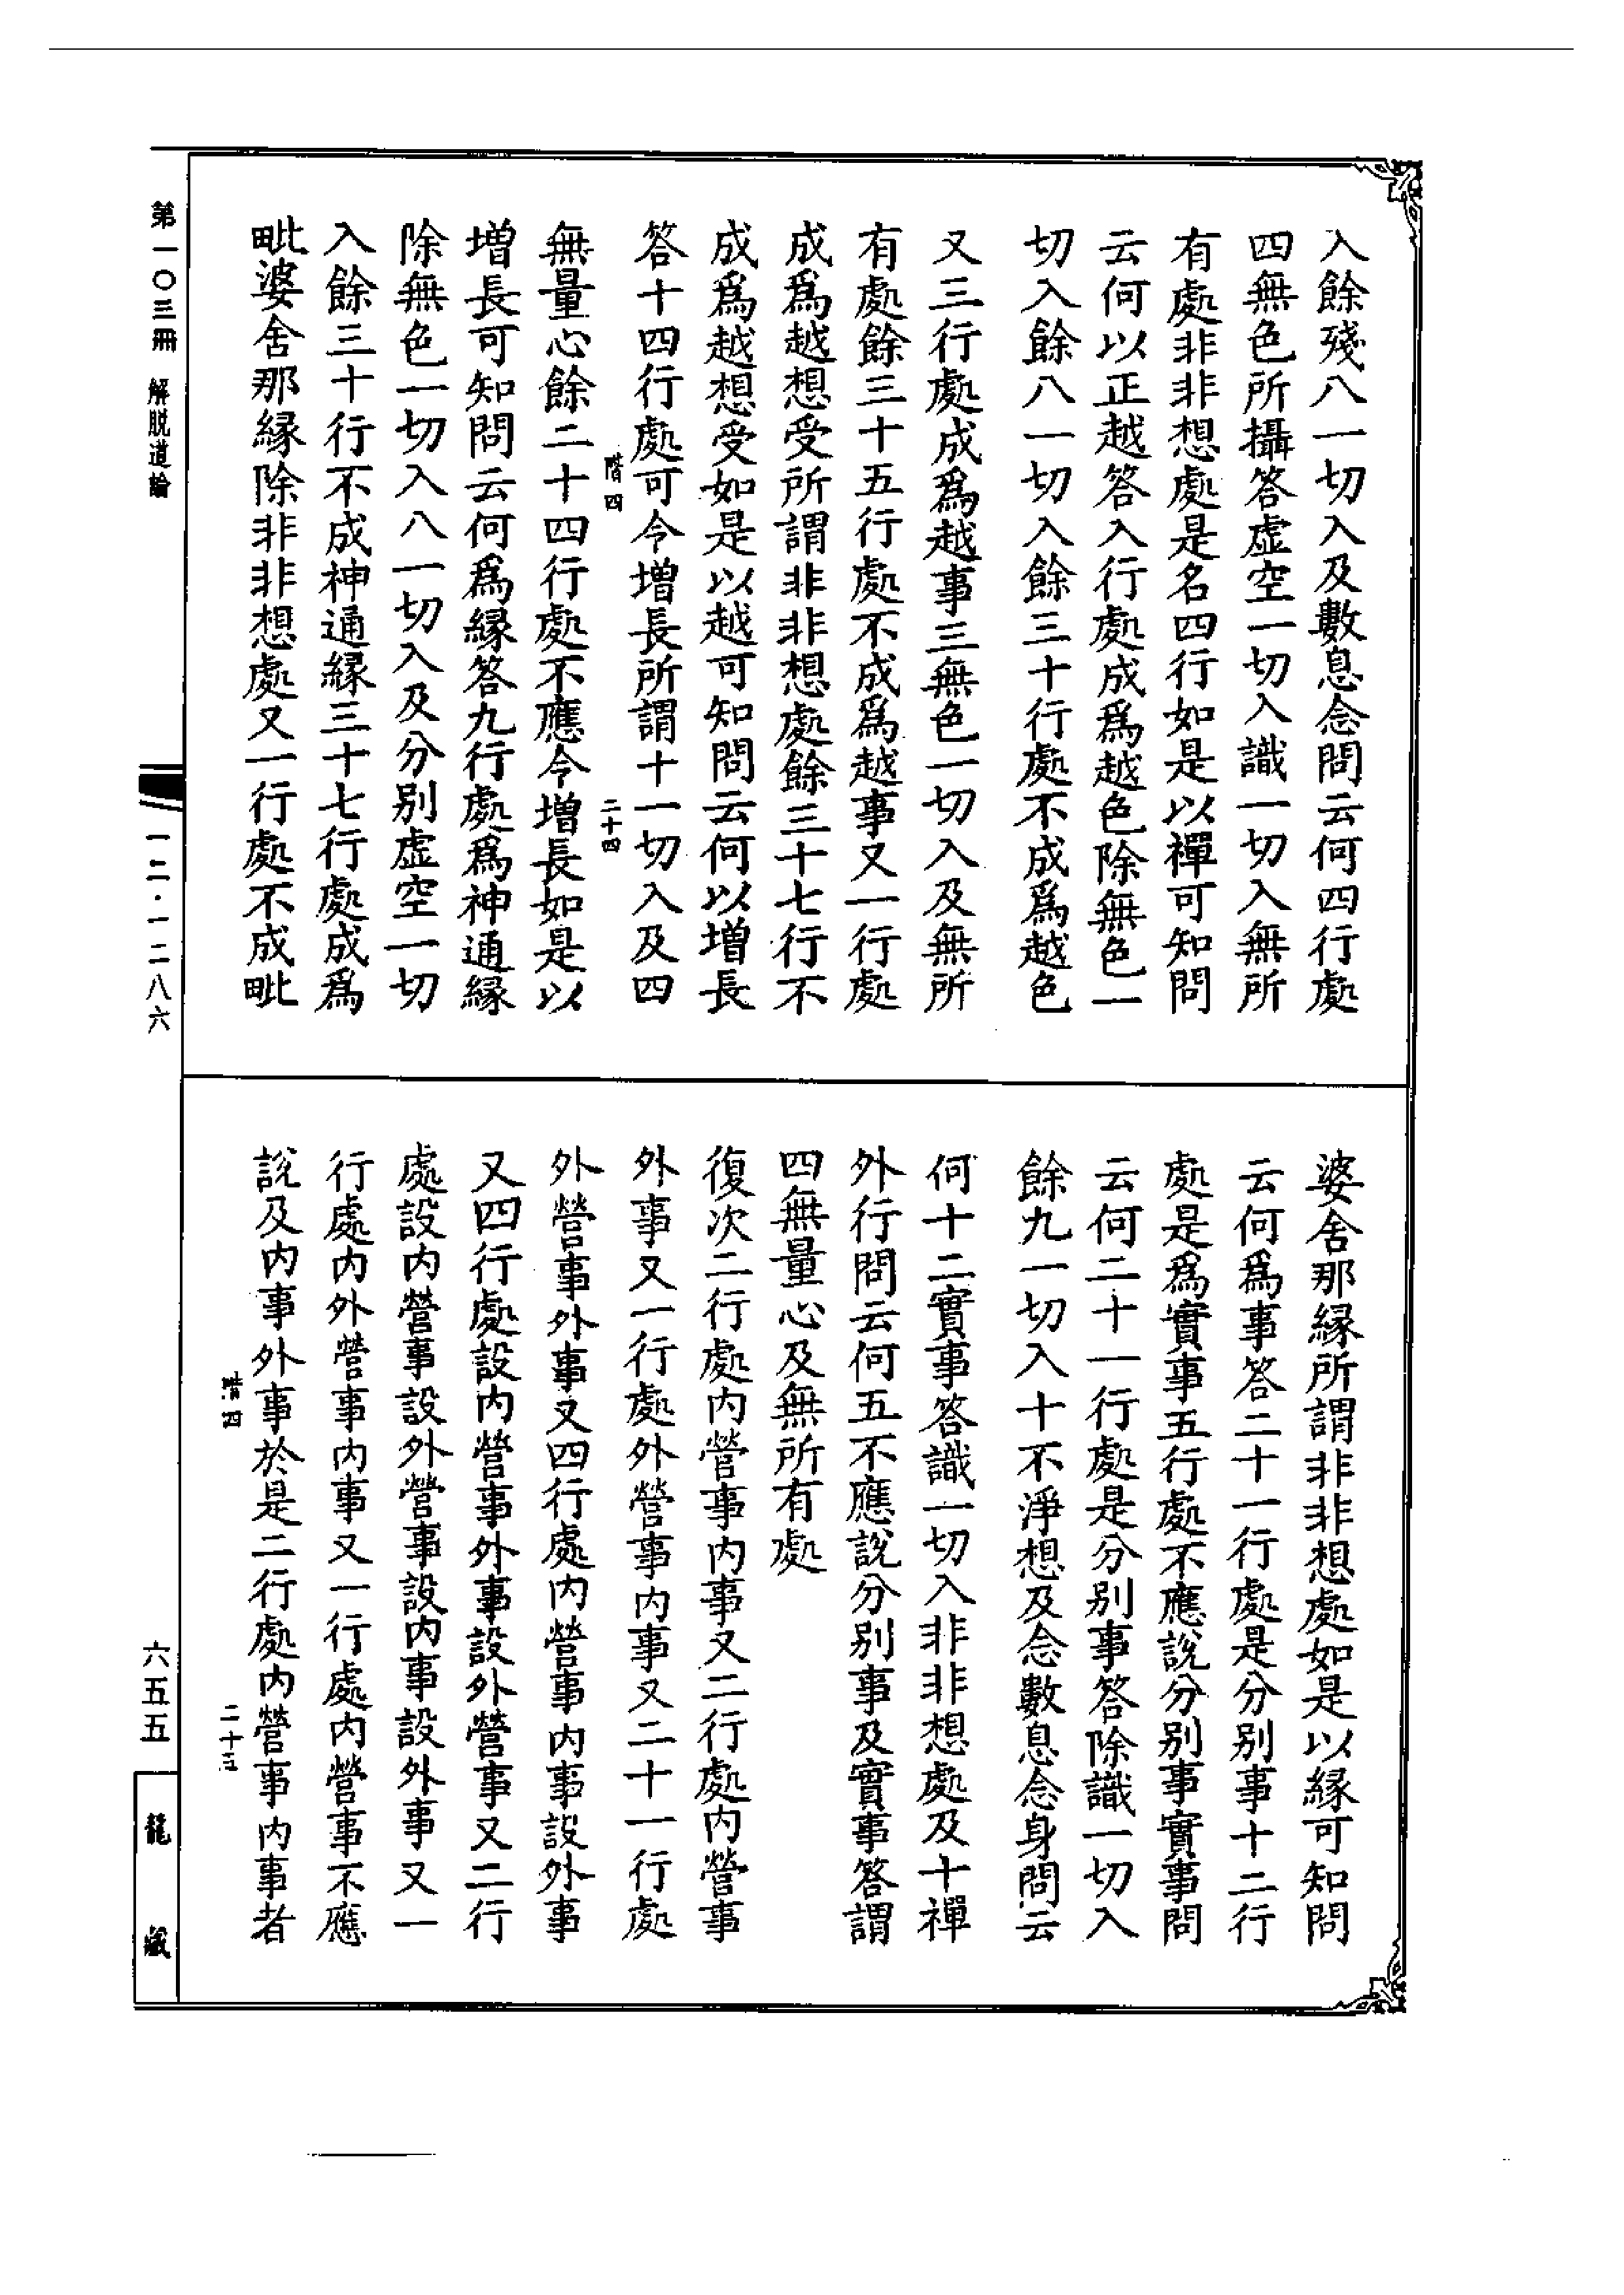 入餘殘八一切入及數息念問云何四行處
四無色所攝答虛空一切入識一切入無所
有處非非想處是名四行如是以禪可知問
云何以正越答入行處成爲越色除無色一
切入餘八一切入餘三十行處不成爲越色
又三行處成爲越事三無色一切入及無所
有處餘三十五行處不成爲越事又一行處
成爲越想受所謂非非想處餘三十七行不
成爲越想受如是以越可知問云何以增長
答十四行處可令增長所謂十一切入及四
階四
二十四
無量心餘二十四行處不應令增長如是以
增長可知問云何爲緣答九行處爲神通緣
除無色一切入八一切入及分別虛空一切
入餘三十行不成神通緣三十七行處成爲
毗婆舍那緣除非非想處又一行處不成毗
婆舍那緣所謂非非想處如是以緣可知問
云何爲事答二十一行處是分別事十二行
處是爲實事五行處不應說分別事實事問
云何二十一行處是分別事答除識一切入
餘九一切入十不淨想及念數息念身問云
何十二實事答識一切入非非想處及十禪
外行問云何五不應說分別事及實事答謂
四無量心及無所有處
復次二行處內營事內事又二行處內營事
外事又一行處外營事內事又二十一行處
外營事外事又四行處內營事內事設外事
又四行處設內營事外事設外營事又二行
處設內營事設外營事設內事設外事又一
行處內外營事內事又一行處內營事不應
說及內事外事於是二行處內營事內事者
階四
二十三
第一〇三冊 解脫道論
一二·一二八六
六五五
龍藏